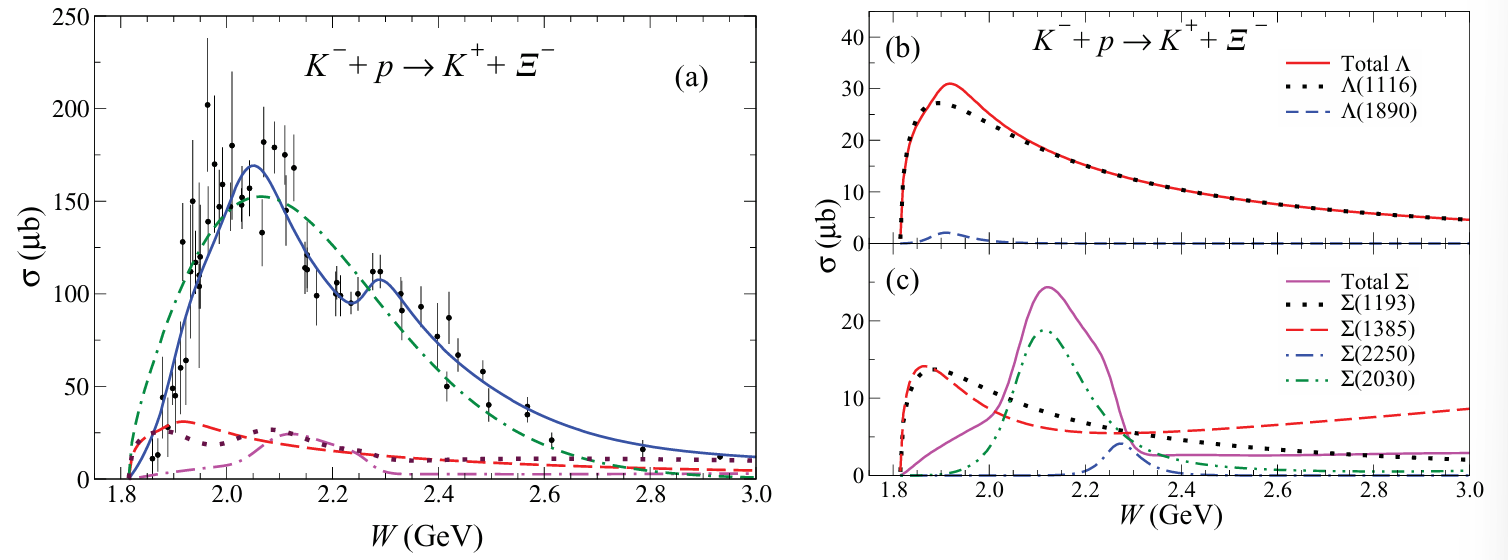 K⁻ + p → K⁺ + Ξ⁻
(a)
250
200
150
100
50
0
σ (μb)
1.8 2.0 2.2 2.4 2.6 2.8 3.0
W (GeV)
(b)
K⁻ + p → K⁺ + Ξ⁻
Total Λ
Λ(1116)
Λ(1890)
40
30
20
10
0
σ (μb)
(c)
Total Σ
Σ(1193)
Σ(1385)
Σ(2250)
Σ(2030)
20
10
0
1.8 2.0 2.2 2.4 2.6 2.8 3.0
W (GeV)